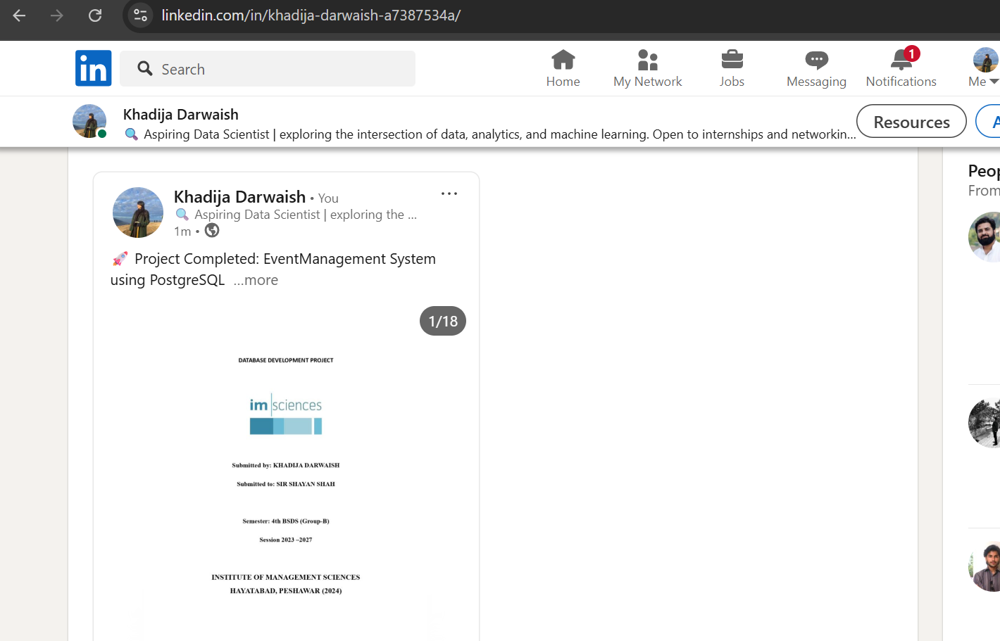 linkedin.com/in/khadija-darwaish-a7387534a/
in
Search
Home
My Network
Jobs
Messaging
1
Notifications
Me
Khadija Darwaish
🔍 Aspiring Data Scientist | exploring the intersection of data, analytics, and machine learning. Open to internships and networkin...
Resources
Khadija Darwaish • You
🔍 Aspiring Data Scientist | exploring the ...
1m •
🚀 Project Completed: EventManagement System
using PostgreSQL ...more
1/18
DATABASE DEVELOPMENT PROJECT
im sciences
Submitted by: KHADIJA DARWAISH
Submitted to: SIR SHAYAN SHAH
Semester: 4th BSDS (Group-B)
Session 2023 –2027
INSTITUTE OF MANAGEMENT SCIENCES
HAYATABAD, PESHAWAR (2024)
From